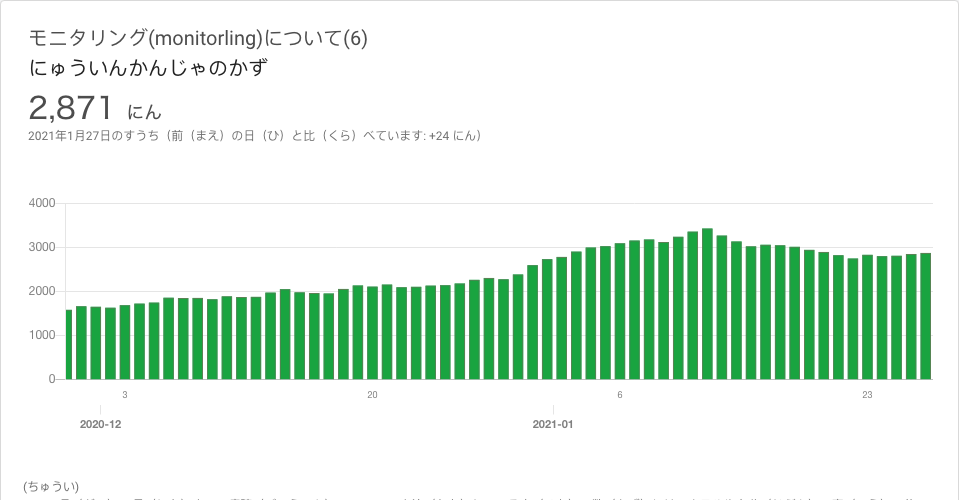 モニタリング(monitorling)について(6)
にゅういんかんじゃのかず
2,871 にん
2021年1月27日のすうち（前（まえ）の日（ひ）と比（くら）べています: +24 にん）
4000
3000
2000
1000
0
3 20 6 23
2020-12 2021-01
(ちゅうい)